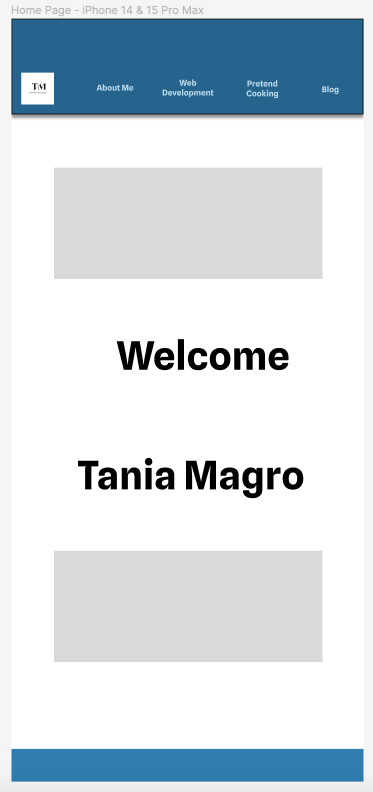 Home Page - iPhone 14 & 15 Pro Max
TM
About Me
Web
Development
Pretend
Cooking
Blog
Welcome
Tania Magro